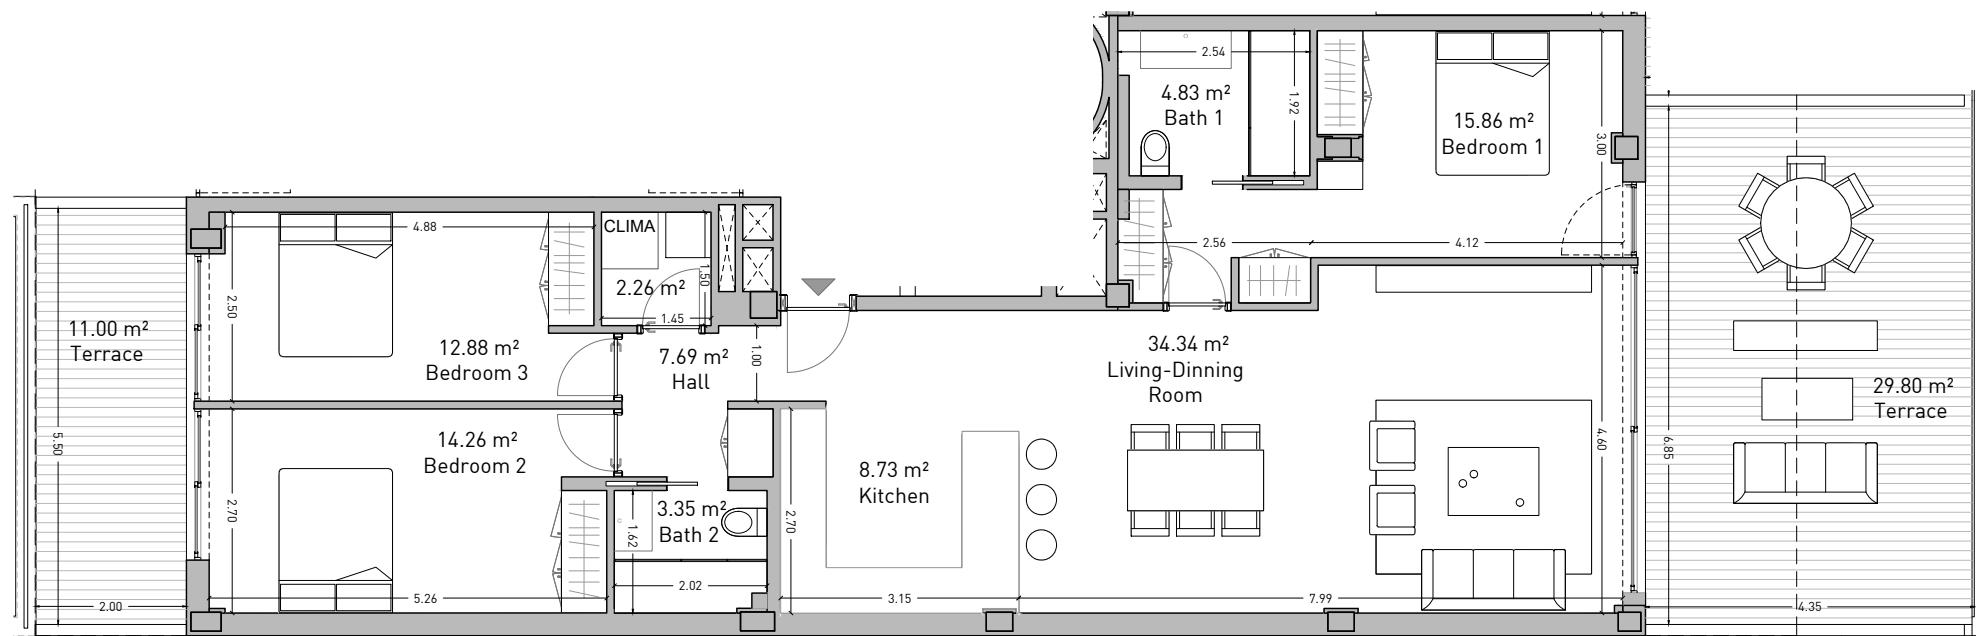 11.00 m²
Terrace
5.50
2.00
4.88
2.50
12.88 m²
Bedroom 3
14.26 m²
Bedroom 2
2.70
5.26
CLIMA
2.26 m²
1.50
1.45
7.69 m²
Hall
1.00
3.35 m²
Bath 2
1.62
2.02
8.73 m²
Kitchen
2.70
3.15
2.54
4.83 m²
Bath 1
1.92
15.86 m²
Bedroom 1
3.00
2.56
4.12
34.34 m²
Living-Dinning
Room
4.60
7.99
29.80 m²
Terrace
6.85
4.35